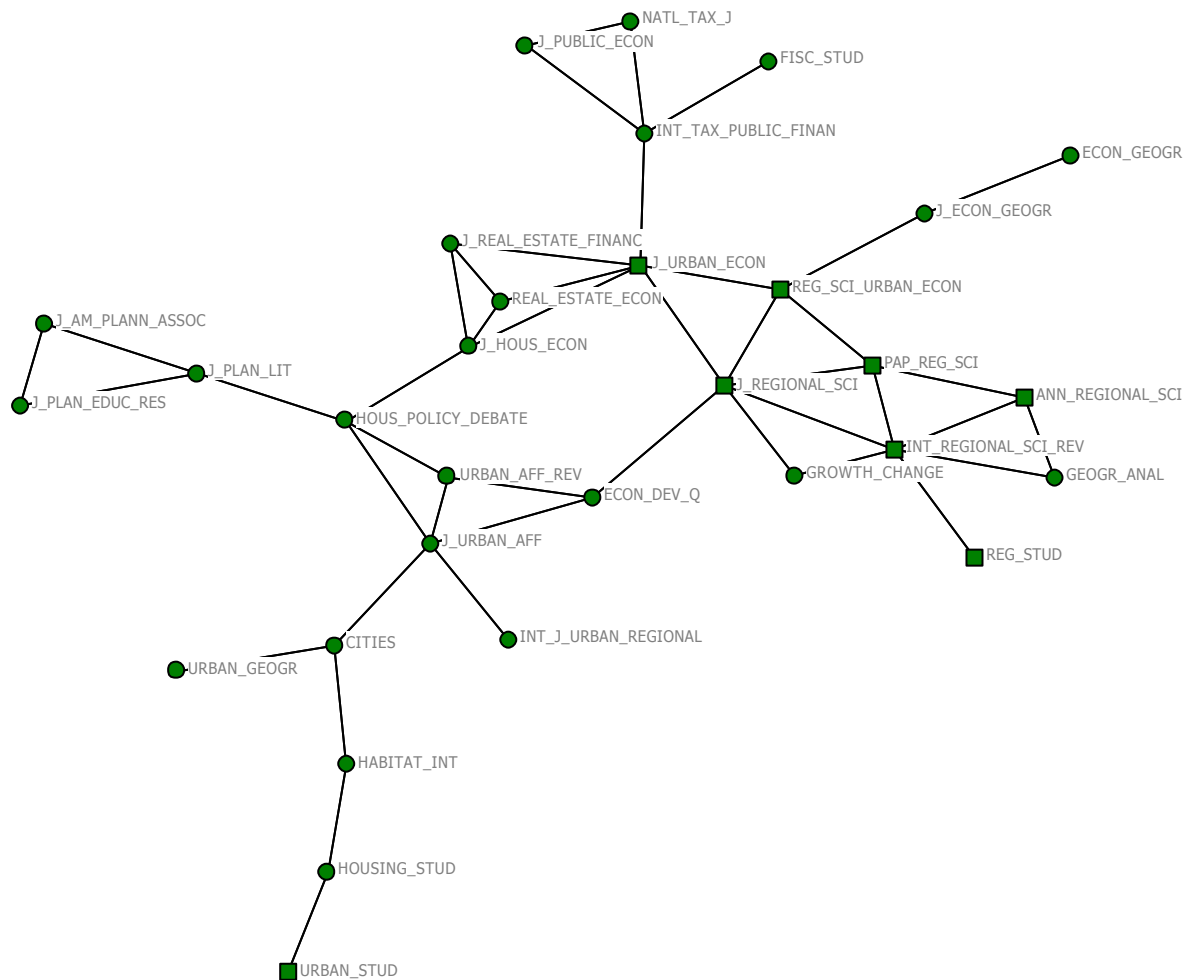 NATL_TAX_J
J_PUBLIC_ECON
FISC_STUD
INT_TAX_PUBLIC_FINAN
ECON_GEOGR
J_ECON_GEOGR
J_REAL_ESTATE_FINANC
J_URBAN_ECON
REG_SCI_URBAN_ECON
REAL_ESTATE_ECON
J_AM_PLANN_ASSOC
J_HOUS_ECON
PAP_REG_SCI
J_PLAN_LIT
J_REGIONAL_SCI
ANN_REGIONAL_SCI
J_PLAN_EDUC_RES
HOUS_POLICY_DEBATE
INT_REGIONAL_SCI_REV
URBAN_AFF_REV
GROWTH_CHANGE
GEOGR_ANAL
ECON_DEV_Q
J_URBAN_AFF
REG_STUD
INT_J_URBAN_REGIONAL
CITIES
URBAN_GEOGR
HABITAT_INT
HOUSING_STUD
URBAN_STUD